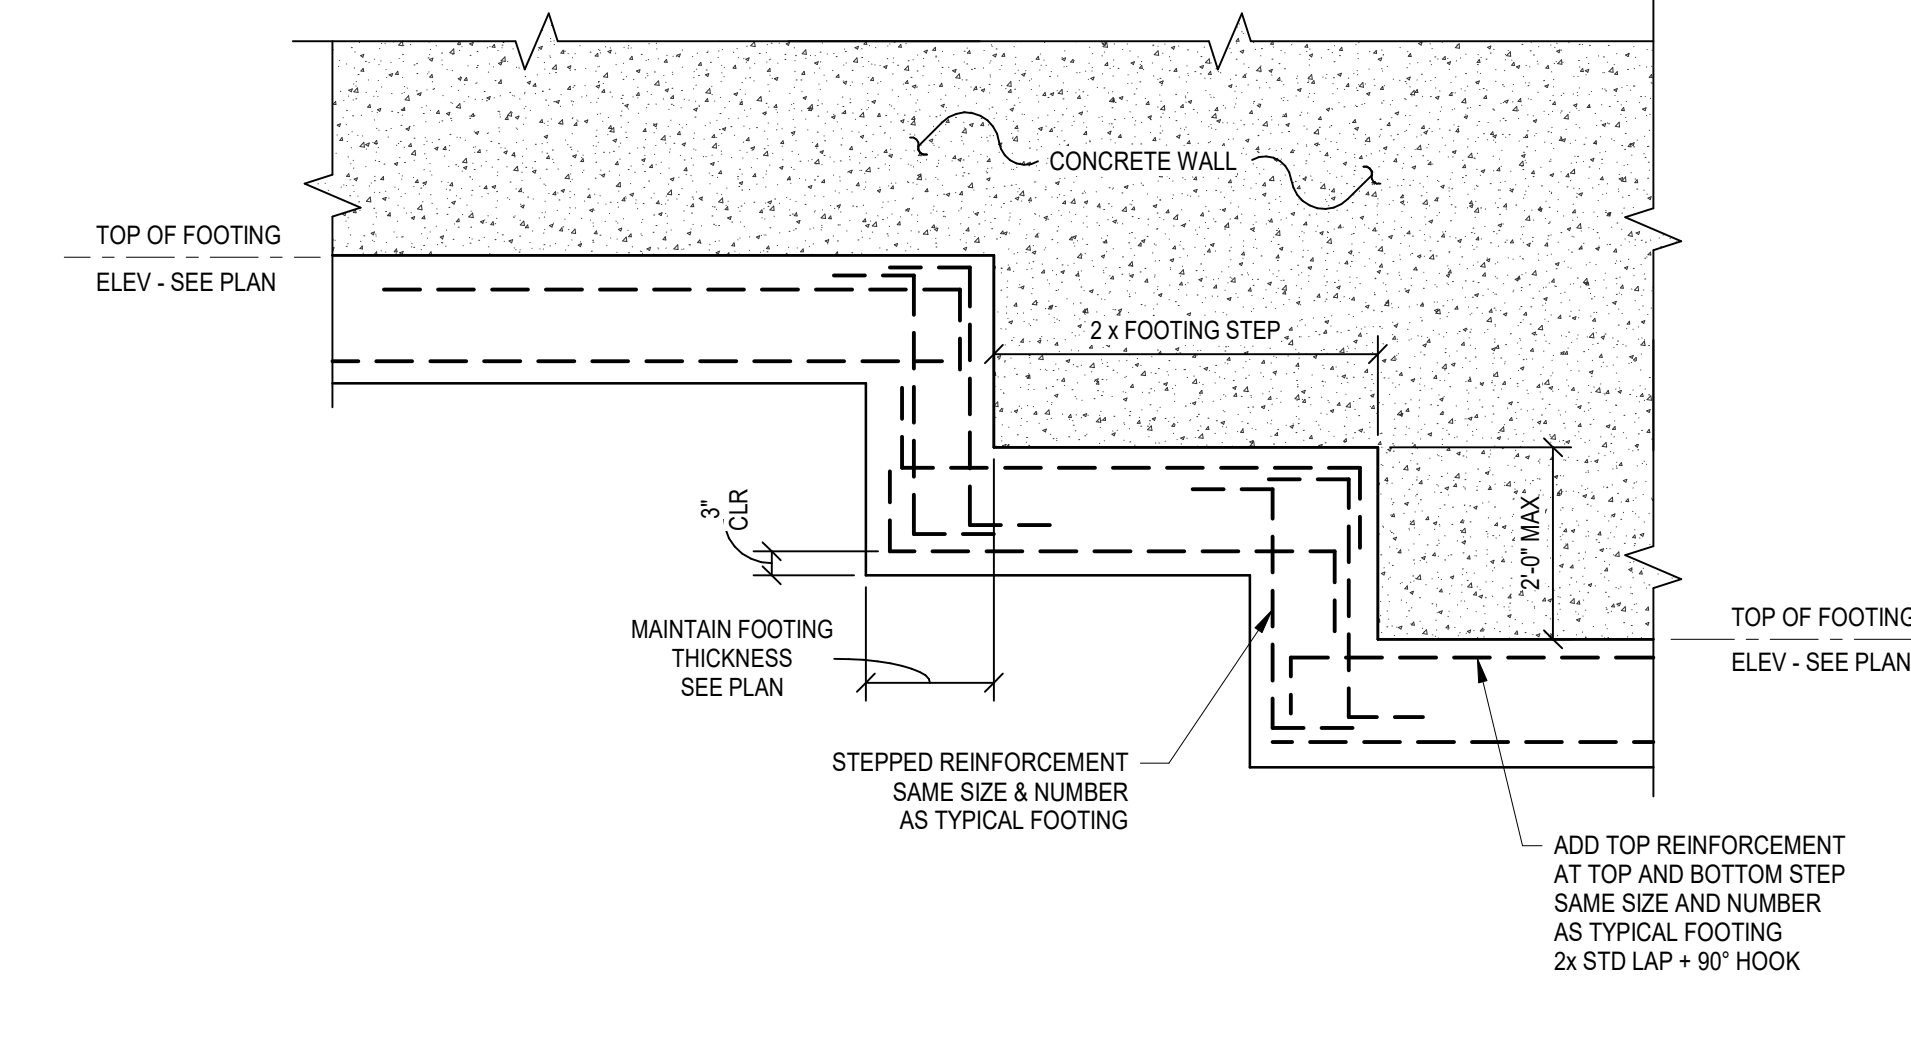 CONCRETE WALL
TOP OF FOOTING
ELEV - SEE PLAN
2 x FOOTING STEP
3"
CLR
2'-0" MAX
MAINTAIN FOOTING
THICKNESS
SEE PLAN
TOP OF FOOTING
ELEV - SEE PLAN
STEPPED REINFORCEMENT
SAME SIZE & NUMBER
AS TYPICAL FOOTING
ADD TOP REINFORCEMENT
AT TOP AND BOTTOM STEP
SAME SIZE AND NUMBER
AS TYPICAL FOOTING
2x STD LAP + 90° HOOK